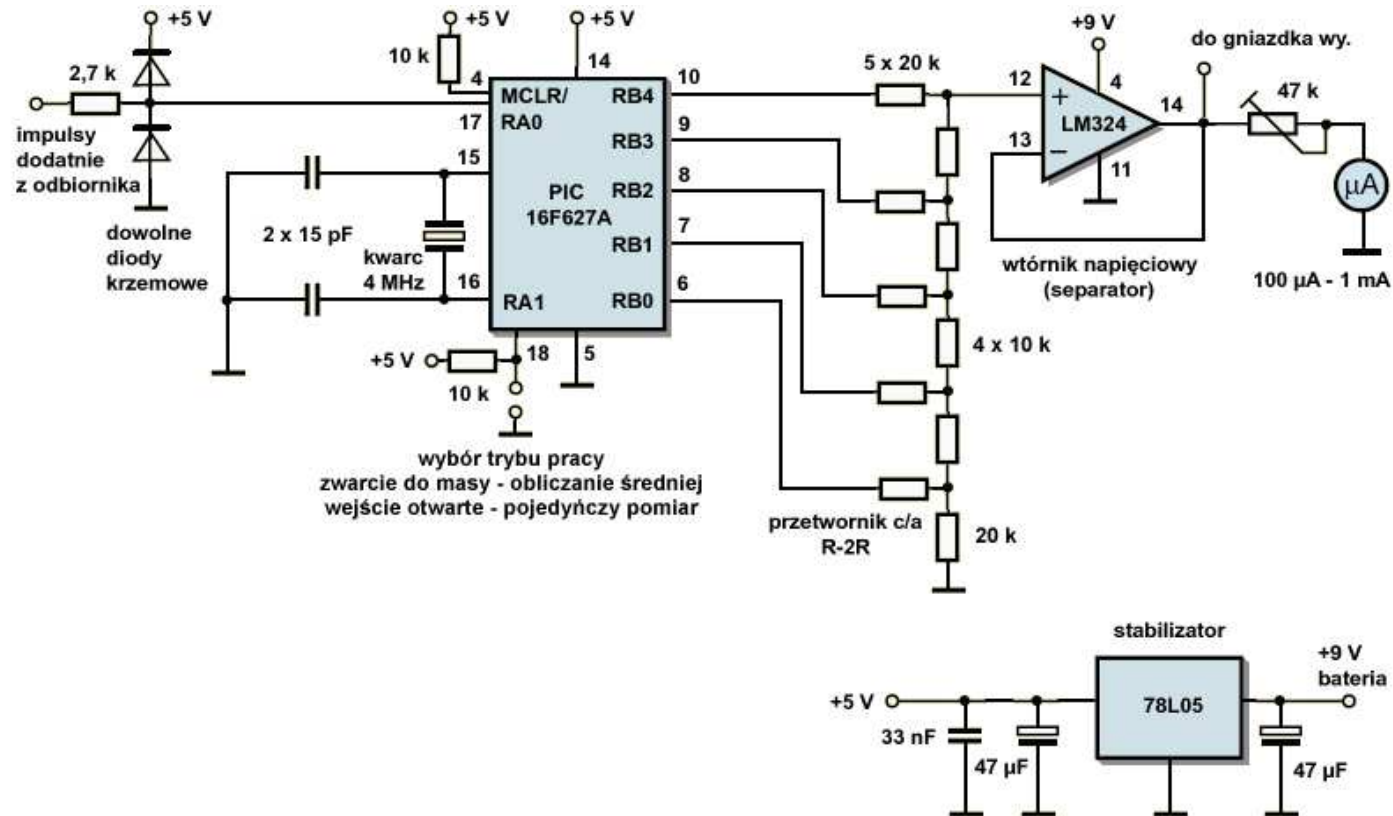 +5 V
+5 V
+5 V
10 k
2,7 k
impulsy
dodatnie
z odbiornika
dowolne
diody
krzemowe
4
14
17
15
16
MCLR/
RA0
PIC
16F627A
RA1
RB4
RB3
RB2
RB1
RB0
10
9
8
7
6
18
5
2 x 15 pF
kwarc
4 MHz
+5 V
10 k
wybór trybu pracy
zwarcie do masy - obliczanie średniej
wejście otwarte - pojedyńczy pomiar
5 x 20 k
4 x 10 k
20 k
przetwornik c/a
R-2R
+9 V
4
12
+
LM324
13
−
11
14
do gniazdka wy.
47 k
µA
100 µA - 1 mA
wtórnik napięciowy
(separator)
stabilizator
78L05
+5 V
33 nF
47 µF
+9 V
bateria
47 µF